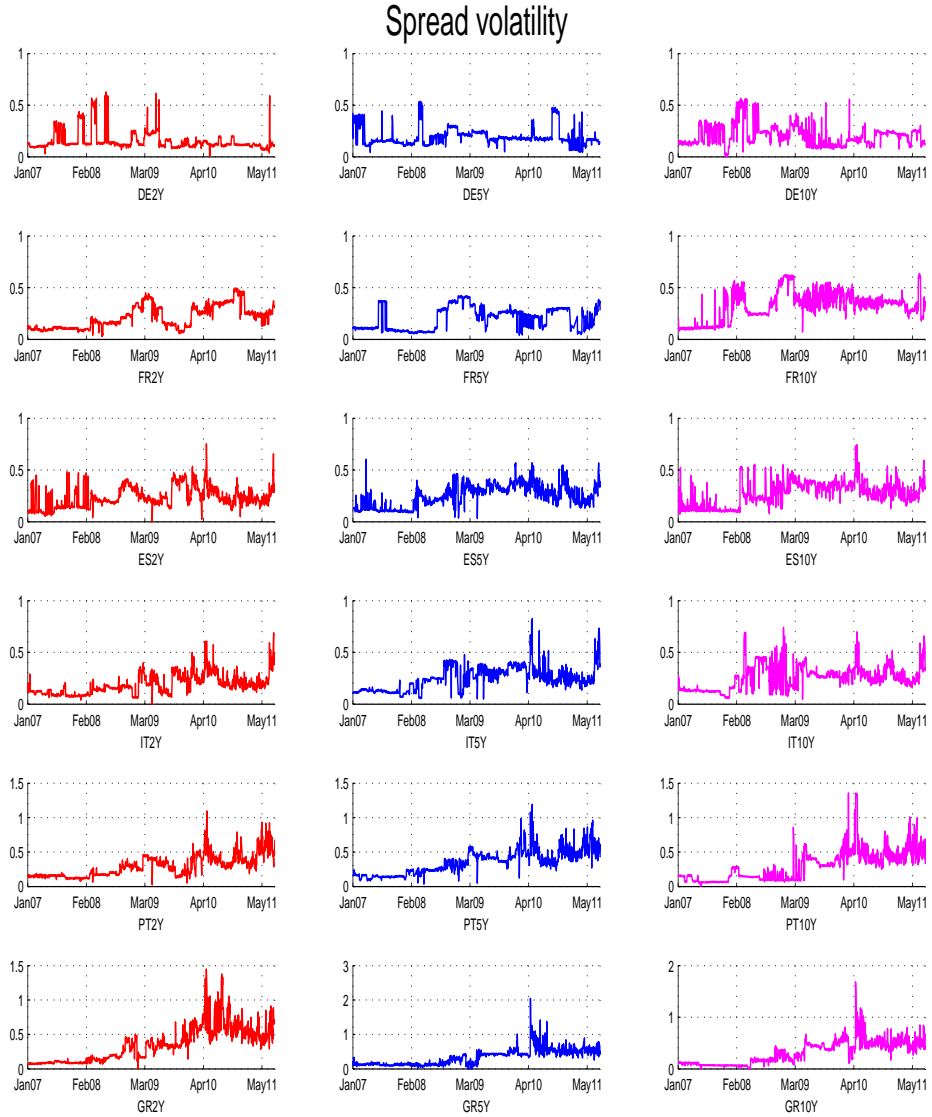 Spread volatility
1 1 1
0.5 0.5 0.5
0 0 0
Jan07 Feb08 Mar09 Apr10 May11 Jan07 Feb08 Mar09 Apr10 May11 Jan07 Feb08 Mar09 Apr10 May11
DE2Y DE5Y DE10Y
1 1 1
0.5 0.5 0.5
0 0 0
Jan07 Feb08 Mar09 Apr10 May11 Jan07 Feb08 Mar09 Apr10 May11 Jan07 Feb08 Mar09 Apr10 May11
FR2Y FR5Y FR10Y
1 1 1
0.5 0.5 0.5
0 0 0
Jan07 Feb08 Mar09 Apr10 May11 Jan07 Feb08 Mar09 Apr10 May11 Jan07 Feb08 Mar09 Apr10 May11
ES2Y ES5Y ES10Y
1 1 1
0.5 0.5 0.5
0 0 0
Jan07 Feb08 Mar09 Apr10 May11 Jan07 Feb08 Mar09 Apr10 May11 Jan07 Feb08 Mar09 Apr10 May11
IT2Y IT5Y IT10Y
1.5 1.5 1.5
1 1 1
0.5 0.5 0.5
0 0 0
Jan07 Feb08 Mar09 Apr10 May11 Jan07 Feb08 Mar09 Apr10 May11 Jan07 Feb08 Mar09 Apr10 May11
PT2Y PT5Y PT10Y
1.5 3 2
1 2
0.5 1 1
0 0 0
Jan07 Feb08 Mar09 Apr10 May11 Jan07 Feb08 Mar09 Apr10 May11 Jan07 Feb08 Mar09 Apr10 May11
GR2Y GR5Y GR10Y